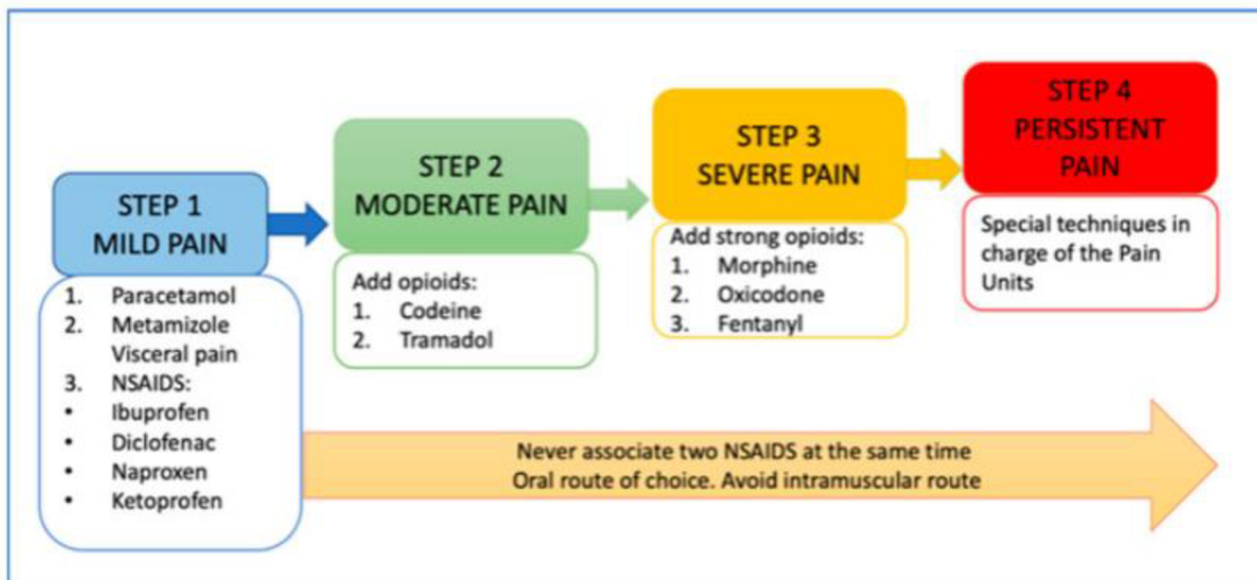 STEP 1
MILD PAIN
1. Paracetamol
2. Metamizole
Visceral pain
3. NSAIDS:
• Ibuprofen
• Diclofenac
• Naproxen
• Ketoprofen
STEP 2
MODERATE PAIN
Add opioids:
1. Codeine
2. Tramadol
STEP 3
SEVERE PAIN
Add strong opioids:
1. Morphine
2. Oxicodone
3. Fentanyl
STEP 4
PERSISTENT
PAIN
Special techniques in
charge of the Pain
Units
Never associate two NSAIDS at the same time
Oral route of choice. Avoid intramuscular route